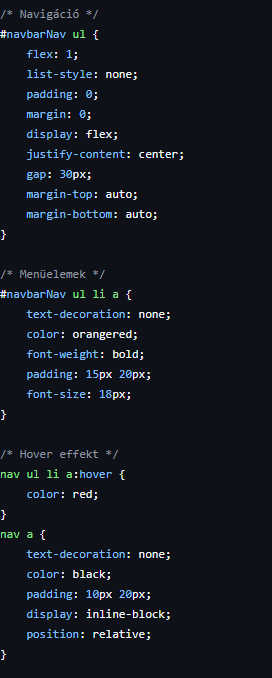 /* Navigáció */
#navbarNav ul {
    flex: 1;
    list-style: none;
    padding: 0;
    margin: 0;
    display: flex;
    justify-content: center;
    gap: 30px;
    margin-top: auto;
    margin-bottom: auto;
}

/* Menüelemek */
#navbarNav ul li a {
    text-decoration: none;
    color: orangered;
    font-weight: bold;
    padding: 15px 20px;
    font-size: 18px;
}

/* Hover effekt */
nav ul li a:hover {
    color: red;
}
nav a {
    text-decoration: none;
    color: black;
    padding: 10px 20px;
    display: inline-block;
    position: relative;
}